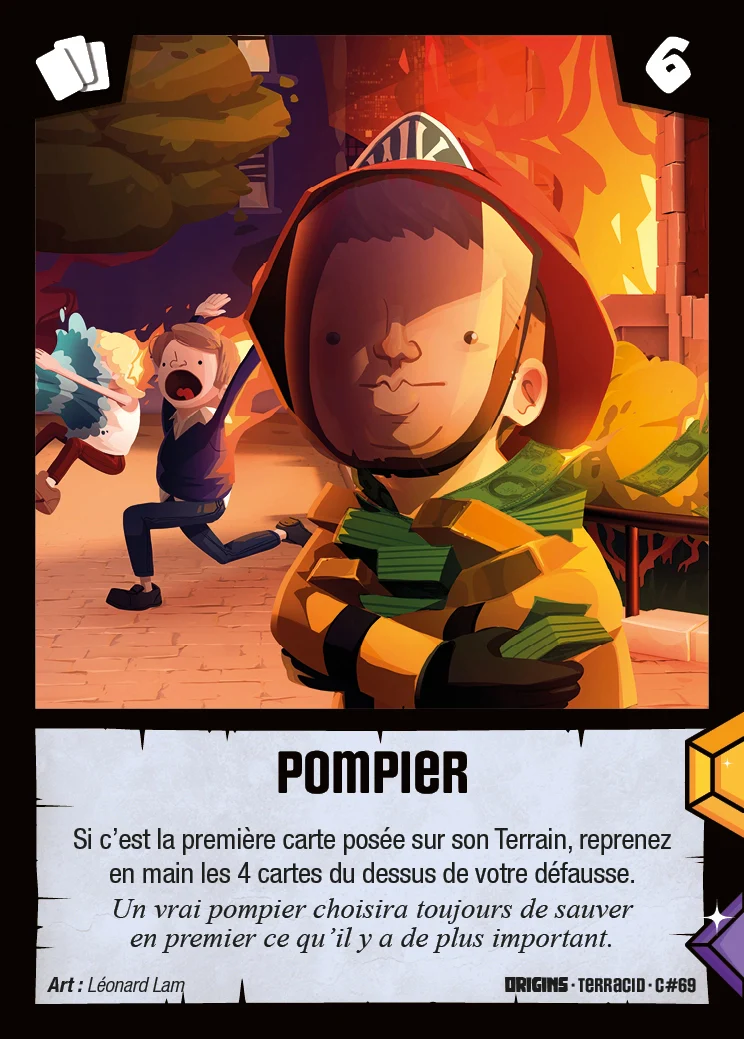 6
WK
POMPIER
Si c'est la première carte posée sur son Terrain, reprenez
en main les 4 cartes du dessus de votre défausse.
Un vrai pompier choisira toujours de sauver
en premier ce qu'il y a de plus important.
Art : Léonard Lam
ORIGINS · TERRACID · C#69